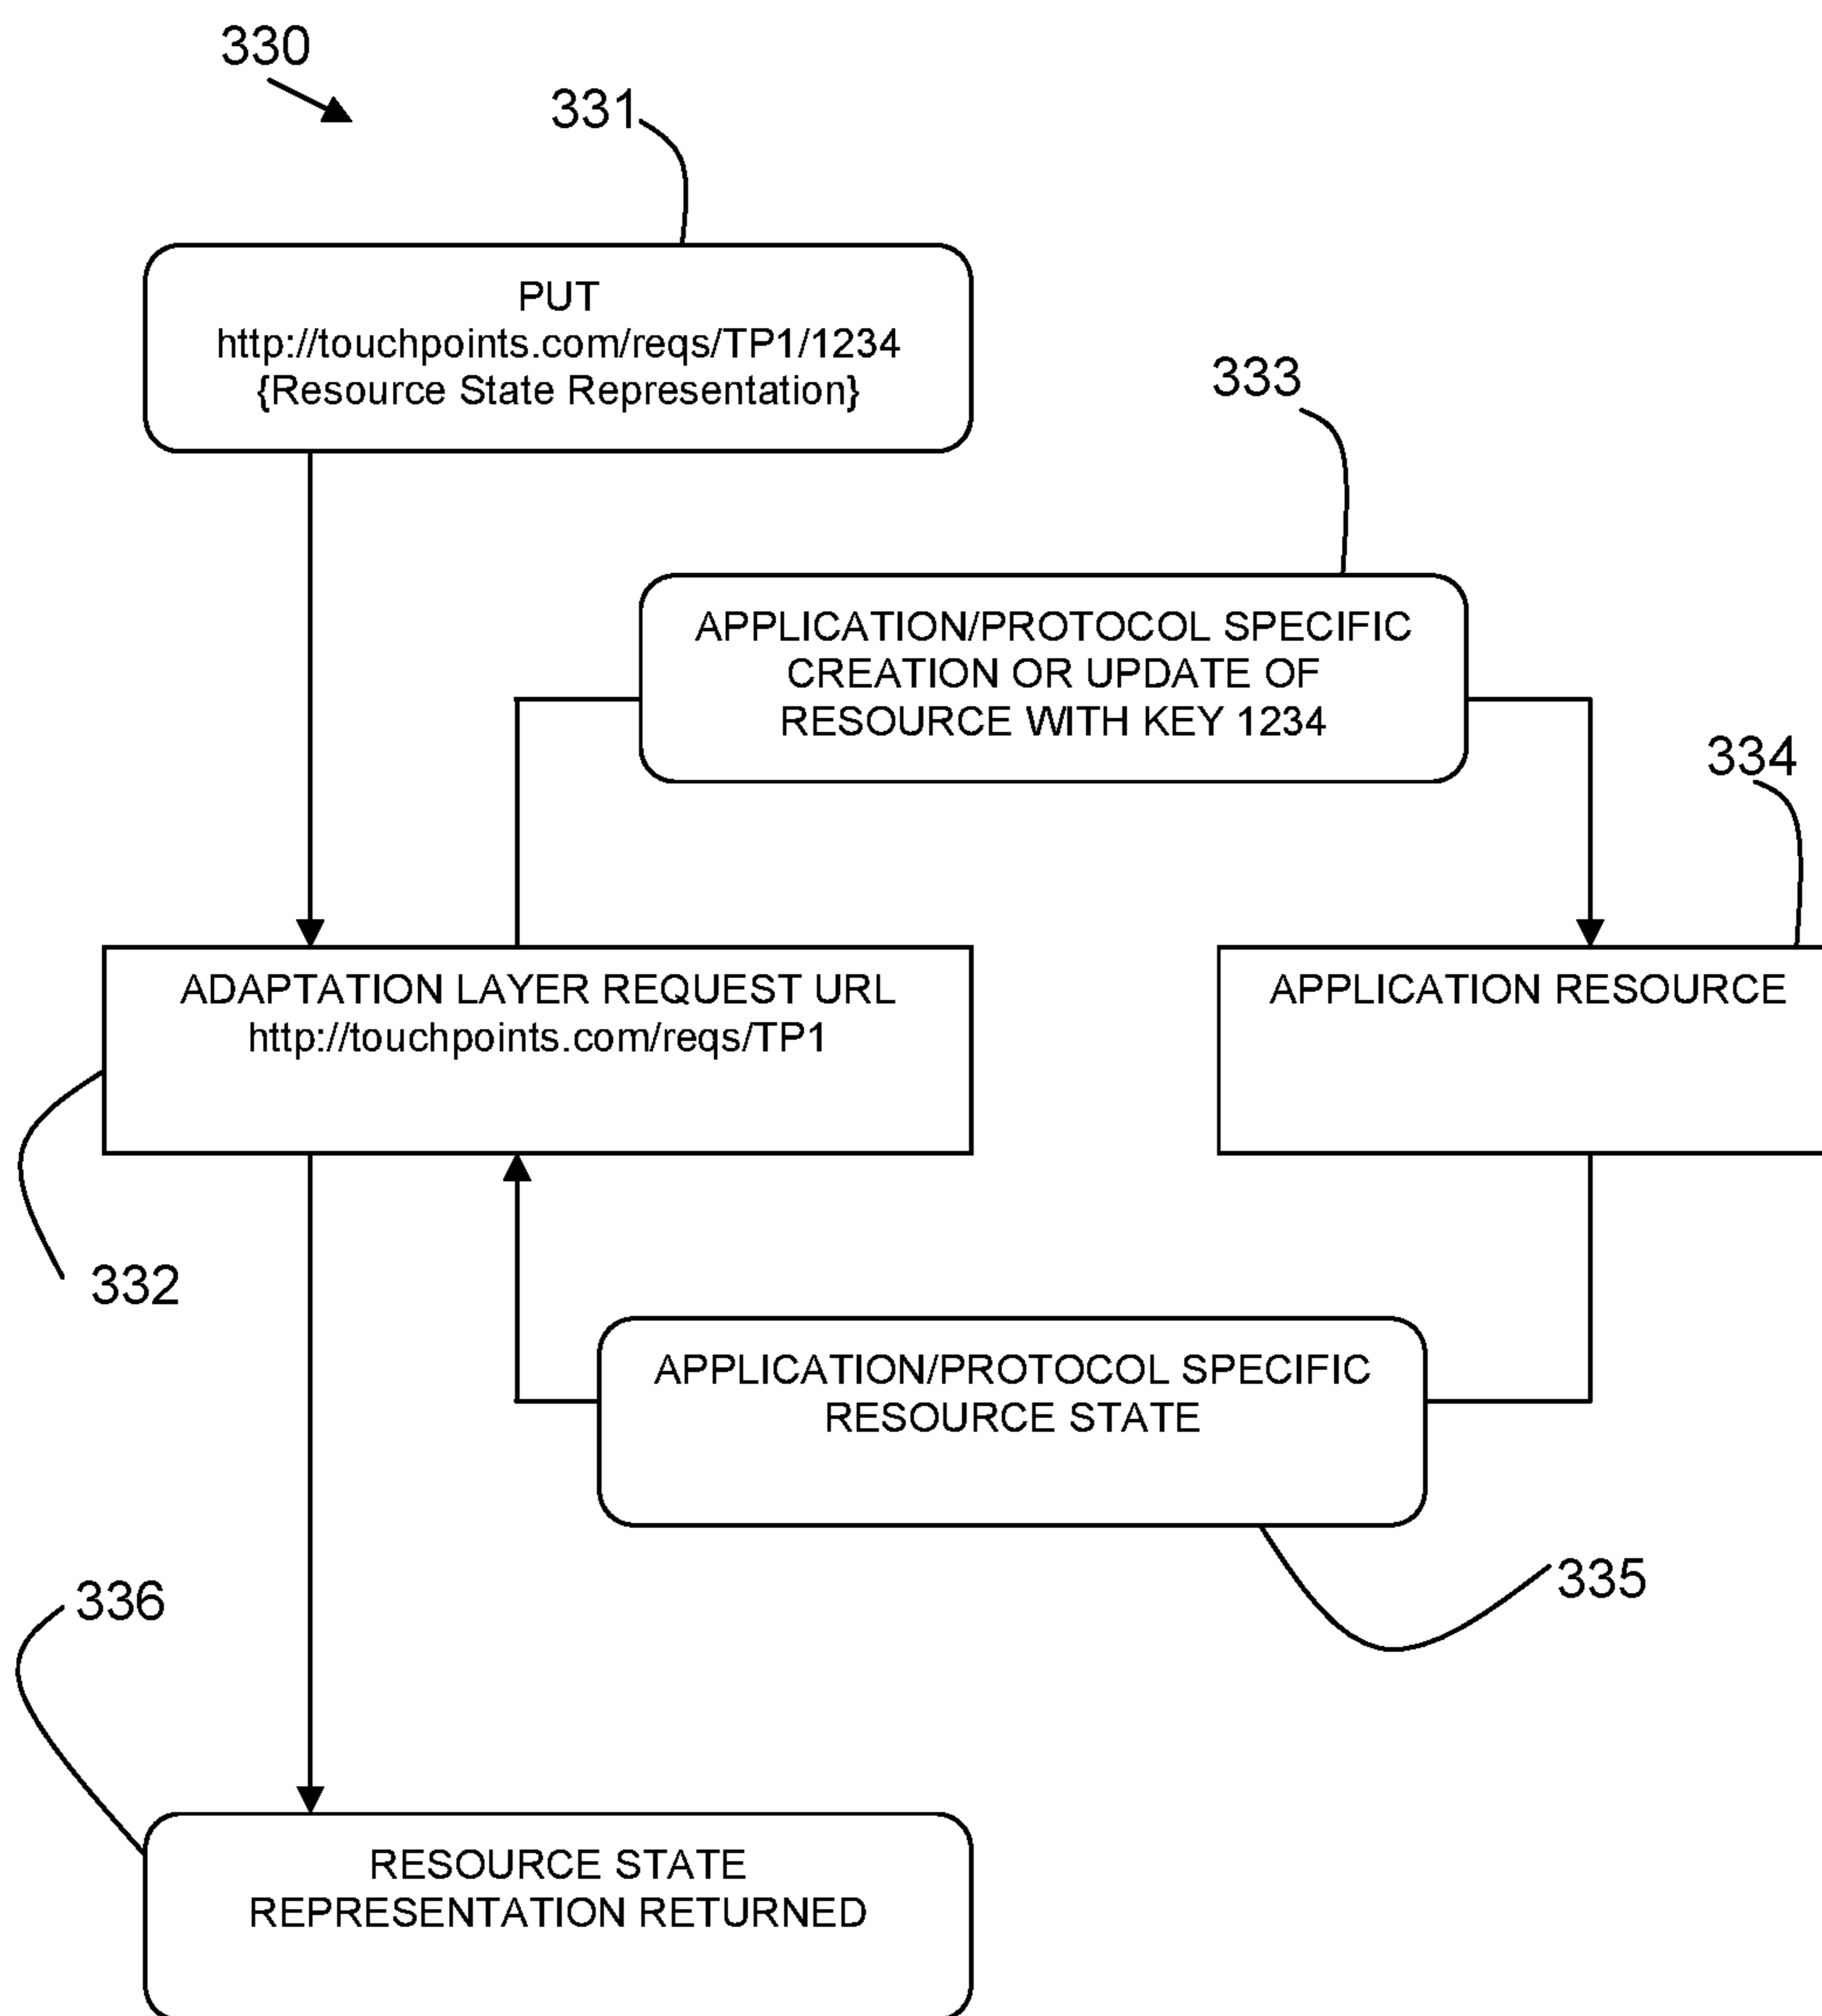 330
331
PUT
http://touchpoints.com/reqs/TP1/1234
{Resource State Representation}
333
APPLICATION/PROTOCOL SPECIFIC
CREATION OR UPDATE OF
RESOURCE WITH KEY 1234
334
ADAPTATION LAYER REQUEST URL
http://touchpoints.com/reqs/TP1
APPLICATION RESOURCE
332
APPLICATION/PROTOCOL SPECIFIC
RESOURCE STATE
335
336
RESOURCE STATE
REPRESENTATION RETURNED